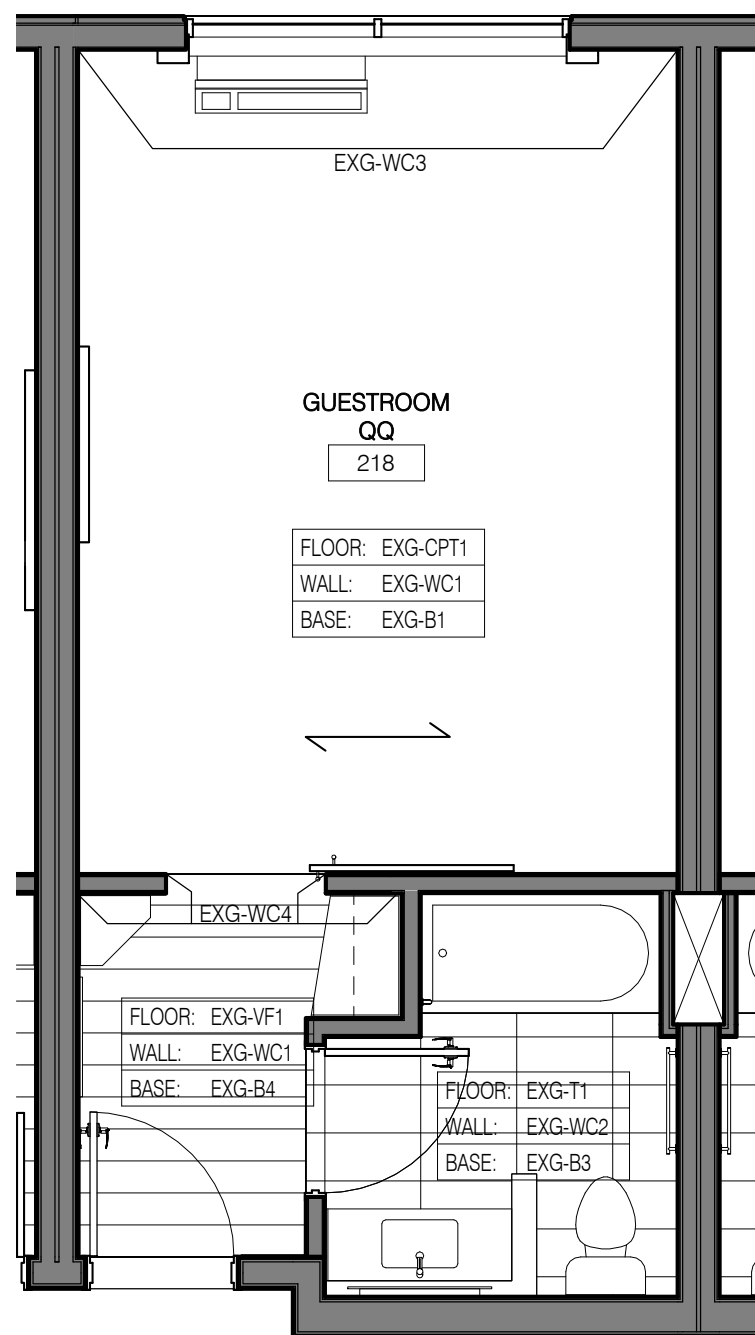 EXG-WC3
GUESTROOM
QQ
218
FLOOR: EXG-CPT1
WALL: EXG-WC1
BASE: EXG-B1
EXG-WC4
FLOOR: EXG-VF1
WALL: EXG-WC1
BASE: EXG-B4
FLOOR: EXG-T1
WALL: EXG-WC2
BASE: EXG-B3